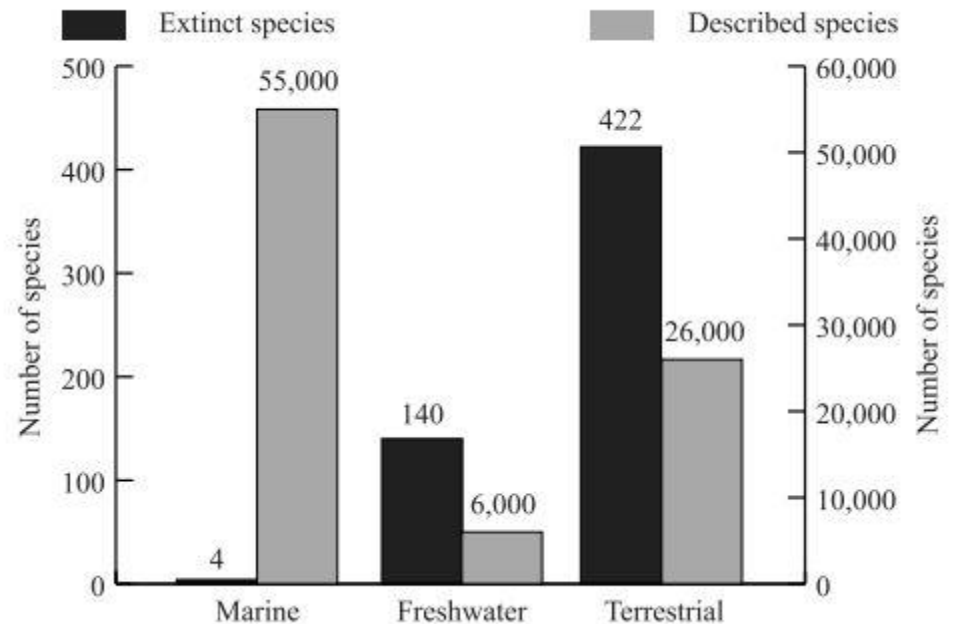 Extinct species
Described species
Number of species
500
400
300
200
100
0
55,000
4
140
6,000
422
26,000
60,000
50,000
40,000
30,000
20,000
10,000
0
Number of species
Marine
Freshwater
Terrestrial